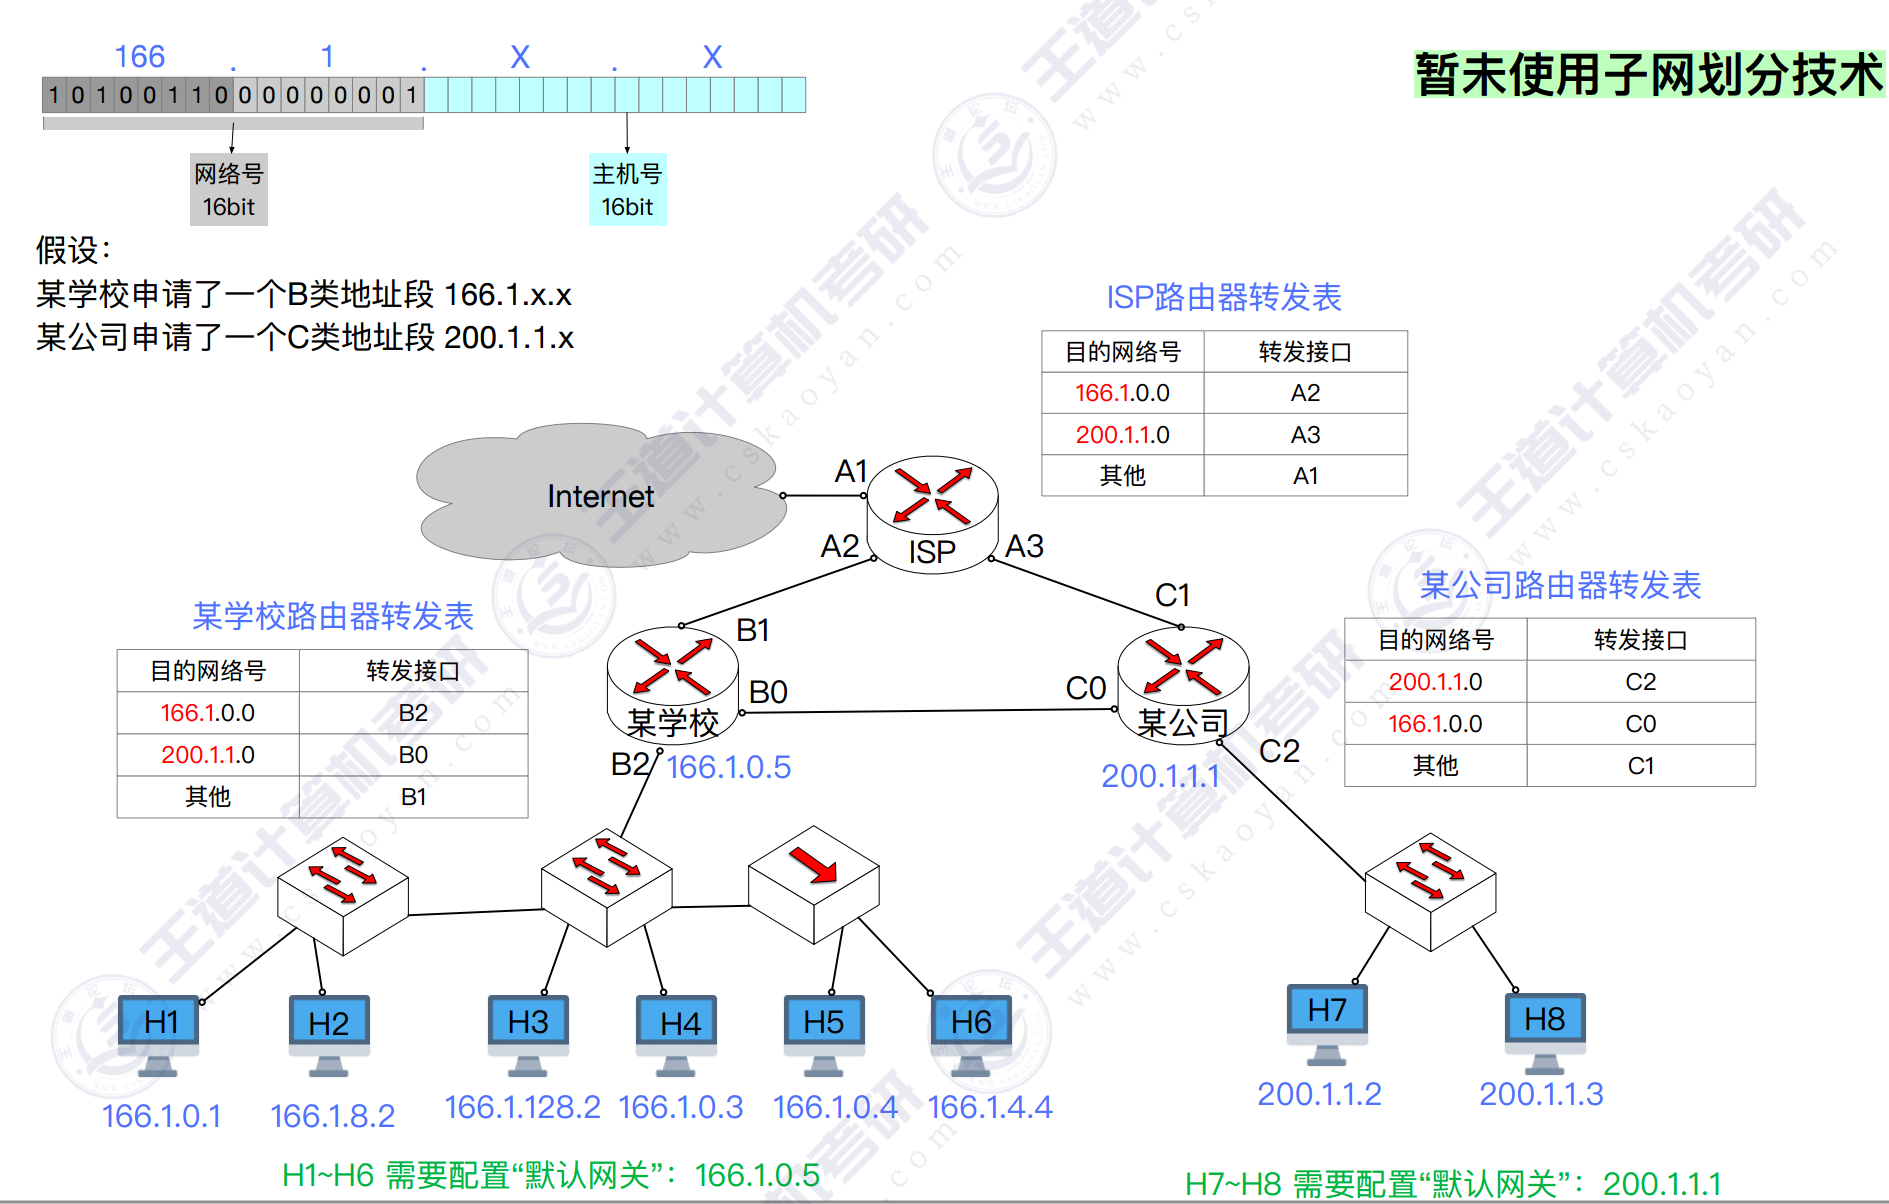 166 . 1 . X . X
1 0 1 0 0 1 1 0 0 0 0 0 0 0 0 1
网络号
16bit
主机号
16bit
暂未使用子网划分技术
假设：
某学校申请了一个B类地址段 166.1.x.x
某公司申请了一个C类地址段 200.1.1.x
ISP路由器转发表
目的网络号 转发接口
166.1.0.0 A2
200.1.1.0 A3
其他 A1
Internet
A1
A2
ISP
A3
某学校路由器转发表
目的网络号 转发接口
166.1.0.0 B2
200.1.1.0 B0
其他 B1
B1
B0
某学校
B2
166.1.0.5
C1
C0
某公司
C2
200.1.1.1
某公司路由器转发表
目的网络号 转发接口
200.1.1.0 C2
166.1.0.0 C0
其他 C1
H1
H2
H3
H4
H5
H6
H7
H8
166.1.0.1
166.1.8.2
166.1.128.2
166.1.0.3
166.1.0.4
166.1.4.4
200.1.1.2
200.1.1.3
H1~H6 需要配置“默认网关”：166.1.0.5
H7~H8 需要配置“默认网关”：200.1.1.1
王道计算机考研
www.cskaoyan.com